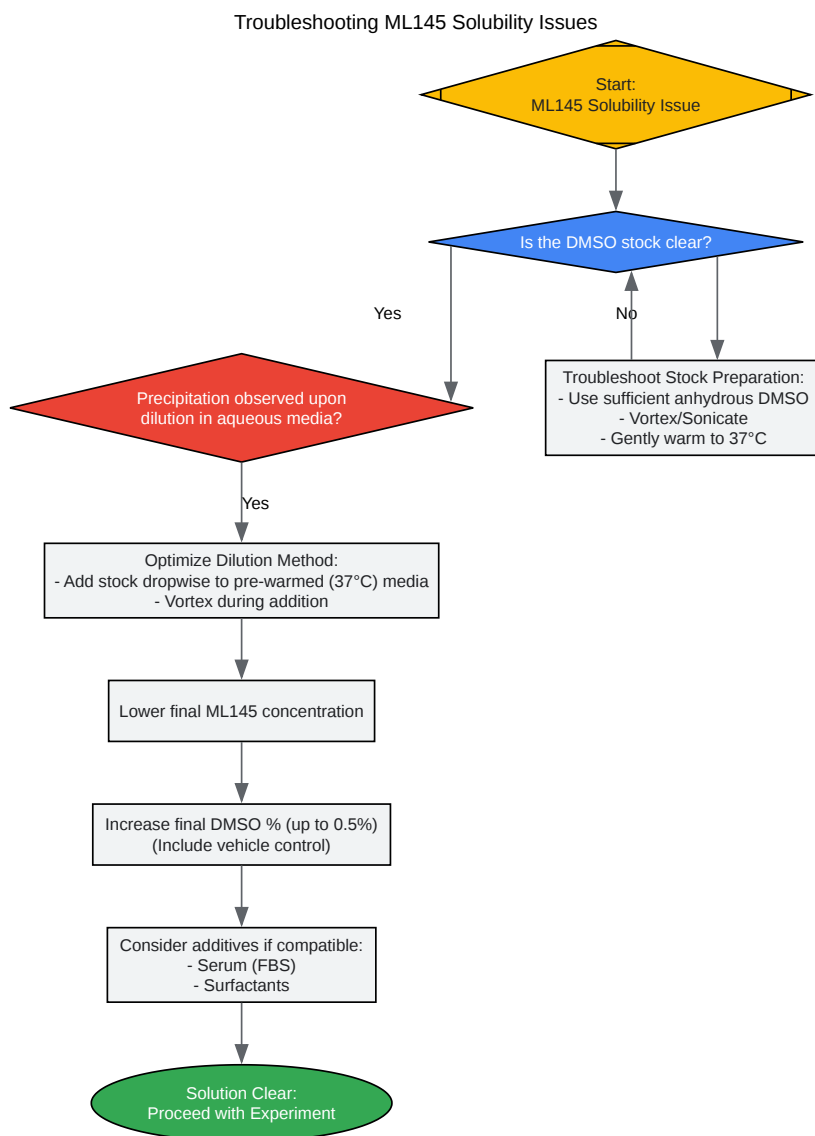 Troubleshooting ML145 Solubility Issues
Start:
ML145 Solubility Issue
Is the DMSO stock clear?
Yes
No
Precipitation observed upon
dilution in aqueous media?
Troubleshoot Stock Preparation:
- Use sufficient anhydrous DMSO
- Vortex/Sonicate
- Gently warm to 37°C
Yes
Optimize Dilution Method:
- Add stock dropwise to pre-warmed (37°C) media
- Vortex during addition
Lower final ML145 concentration
Increase final DMSO % (up to 0.5%)
(Include vehicle control)
Consider additives if compatible:
- Serum (FBS)
- Surfactants
Solution Clear:
Proceed with Experiment